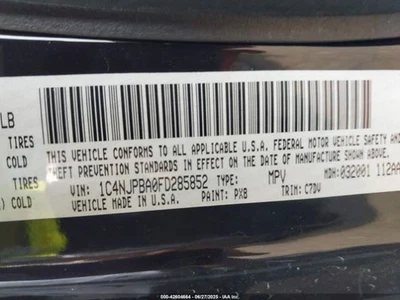 LB
TIRES
COLD
TIRES
) COLD
THIS VEHICLE CONFORMS TO ALL APPLICABLE U.S.A. FEDERAL MOTOR VEHICLE SAFETY AND
THEFT PREVENTION STANDARDS IN EFFECT ON THE DATE OF MANUFACTURE SHOWN ABOVE.
VIN: 1C4NJPBA0FD285852 TYPE: MPV MDH: 032001 112AA
MADE IN U.S.A. PAINT: PX8 TRIM: C7DV
000-42604664 - 06/27/2025 - IAA Inc.